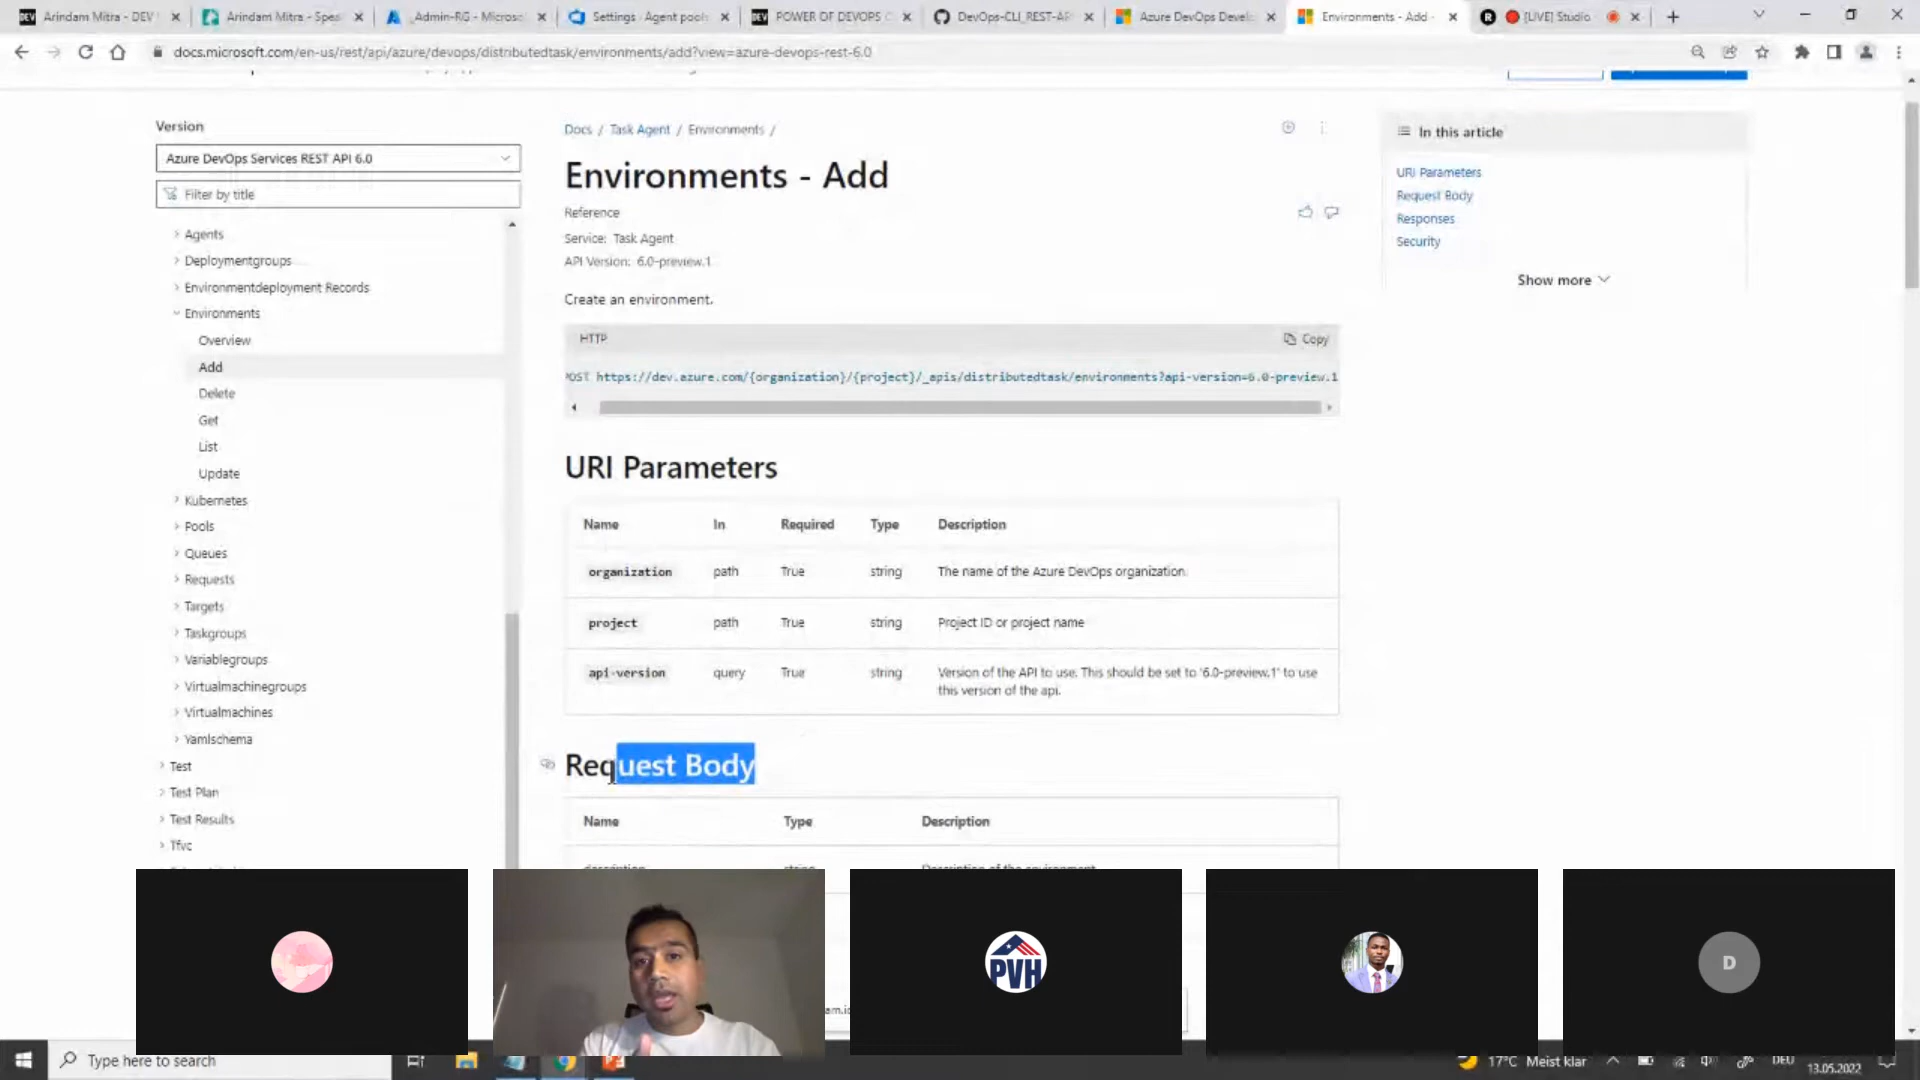 Arindam Mitra - DEV
Arindam Mitra - Spea
_Admin-RG - Microso
Settings · Agent pools
POWER OF DEVOPS C
DevOps-CLI_REST-AP
Azure DevOps Devel
Environments - Add -
[LIVE] Studio
docs.microsoft.com/en-us/rest/api/azure/devops/distributedtask/environments/add?view=azure-devops-rest-6.0
Version
Azure DevOps Services REST API 6.0
Filter by title
Agents
Deploymentgroups
Environmentdeployment Records
Environments
Overview
Add
Delete
Get
List
Update
Kubernetes
Pools
Queues
Requests
Targets
Taskgroups
Variablegroups
Virtualmachinegroups
Virtualmachines
Yamlschema
Test
Test Plan
Test Results
Tfvc
Docs / Task Agent / Environments /
Environments - Add
Reference
Service: Task Agent
API Version: 6.0-preview.1
Create an environment.
HTTP
Copy
POST https://dev.azure.com/{organization}/{project}/_apis/distributedtask/environments?api-version=6.0-preview.1
URI Parameters
Name In Required Type Description
organization path True string The name of the Azure DevOps organization.
project path True string Project ID or project name
api-version query True string Version of the API to use. This should be set to '6.0-preview.1' to use
this version of the api.
Request Body
Name Type Description
description string Description of the environment
In this article
URI Parameters
Request Body
Responses
Security
Show more
PVH
D
Type here to search
17°C Meist klar
DEU
13.05.2022